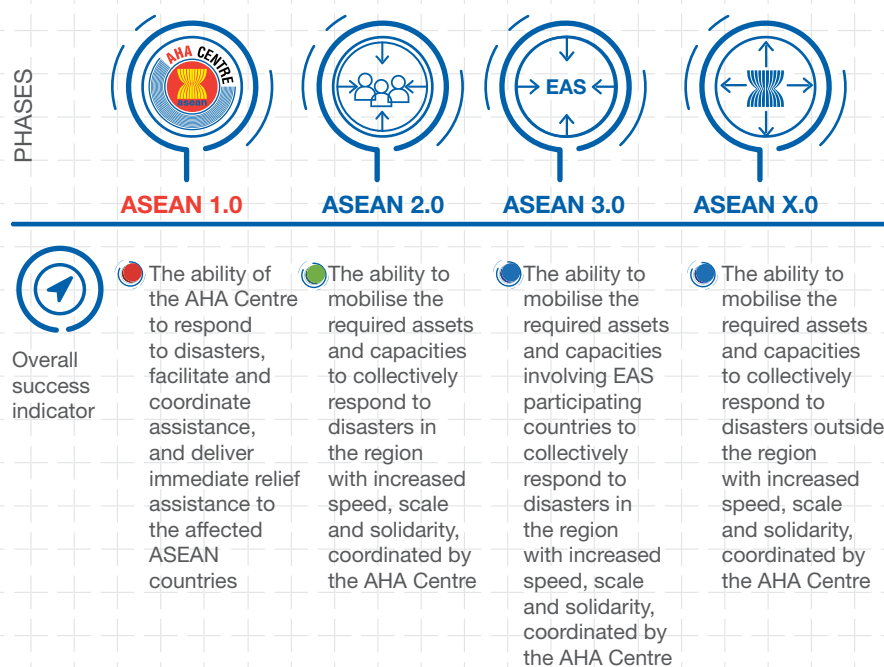 PHASES
AHA CENTRE
asean
EAS
ASEAN 1.0
ASEAN 2.0
ASEAN 3.0
ASEAN X.0
Overall
success
indicator
The ability of
the AHA Centre
to respond
to disasters,
facilitate and
coordinate
assistance,
and deliver
immediate relief
assistance to
the affected
ASEAN
countries
The ability to
mobilise the
required assets
and capacities
to collectively
respond to
disasters in
the region
with increased
speed, scale
and solidarity,
coordinated by
the AHA Centre
The ability to
mobilise the
required assets
and capacities
involving EAS
participating
countries to
collectively
respond to
disasters in
the region
with increased
speed, scale
and solidarity,
coordinated by
the AHA Centre
The ability to
mobilise the
required assets
and capacities
to collectively
respond to
disasters outside
the region
with increased
speed, scale
and solidarity,
coordinated by
the AHA Centre